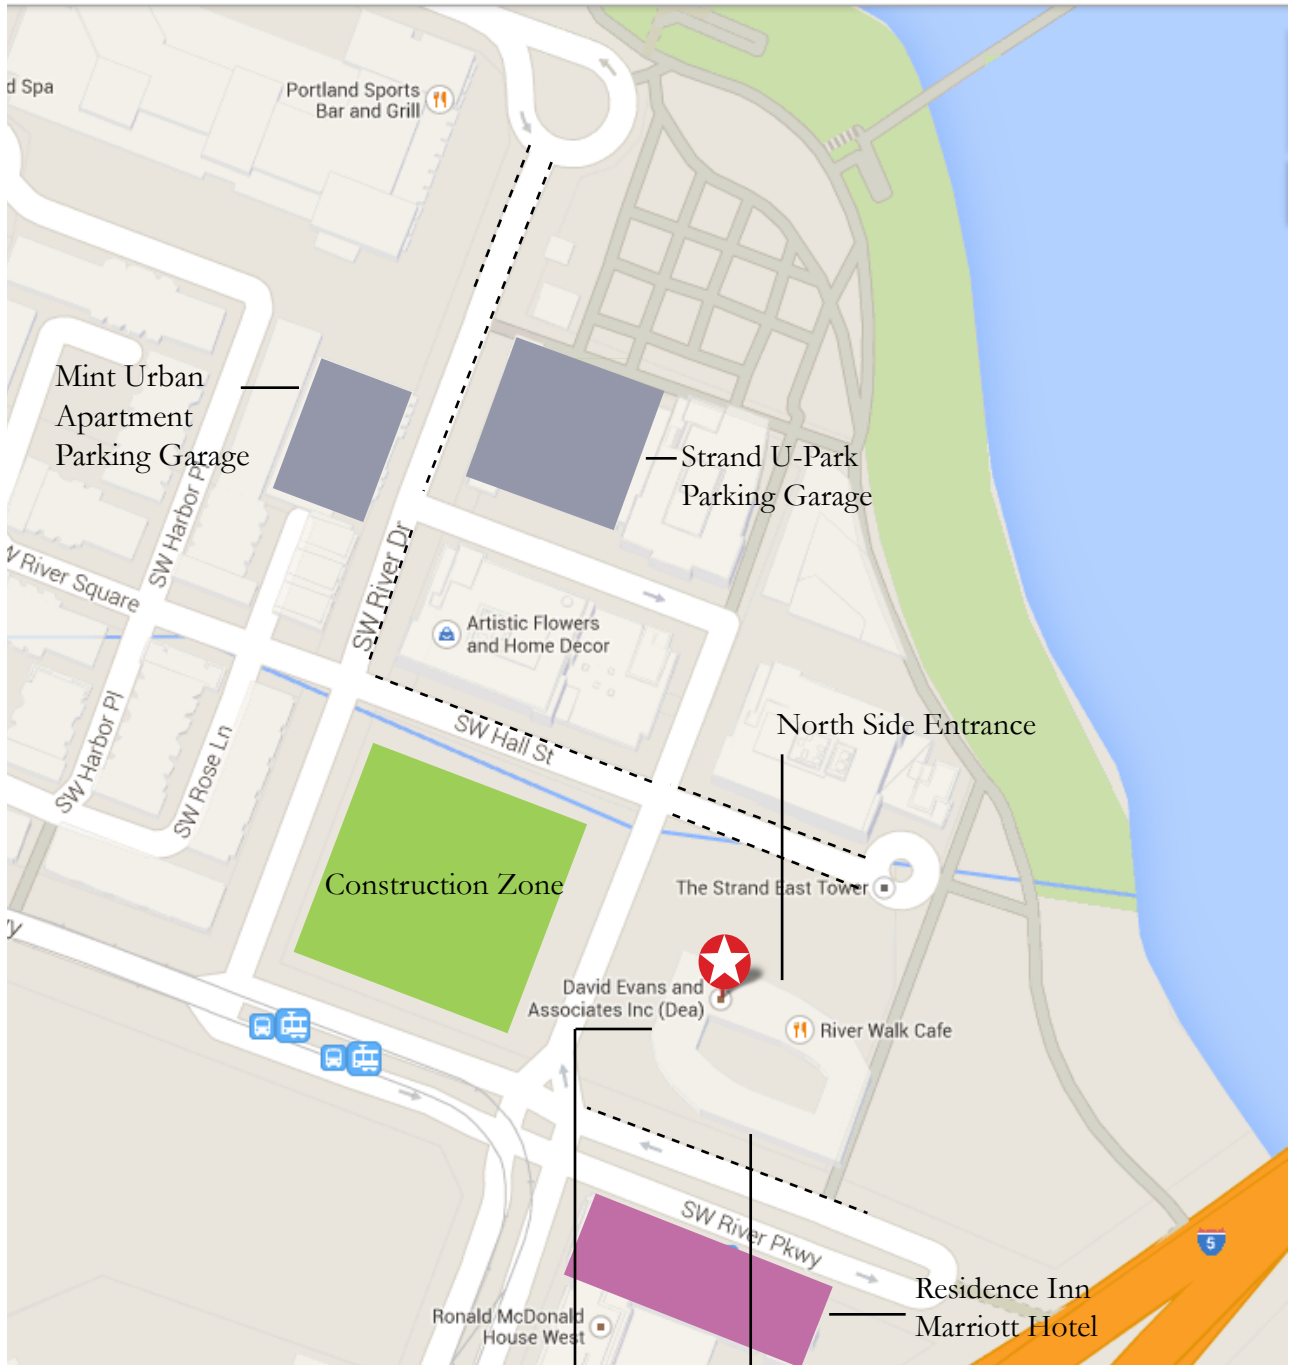 d Spa
Portland Sports
Bar and Grill
Mint Urban
Apartment
Parking Garage
Strand U-Park
Parking Garage
SW Harbor Pl
W River Square
SW River Dr
Artistic Flowers
and Home Decor
SW Harbor Pl
SW Rose Ln
SW Hall St
North Side Entrance
Construction Zone
The Strand East Tower
wy
David Evans and
Associates Inc (Dea)
River Walk Cafe
SW River Pkwy
5
Residence Inn
Marriott Hotel
Ronald McDonald
House West